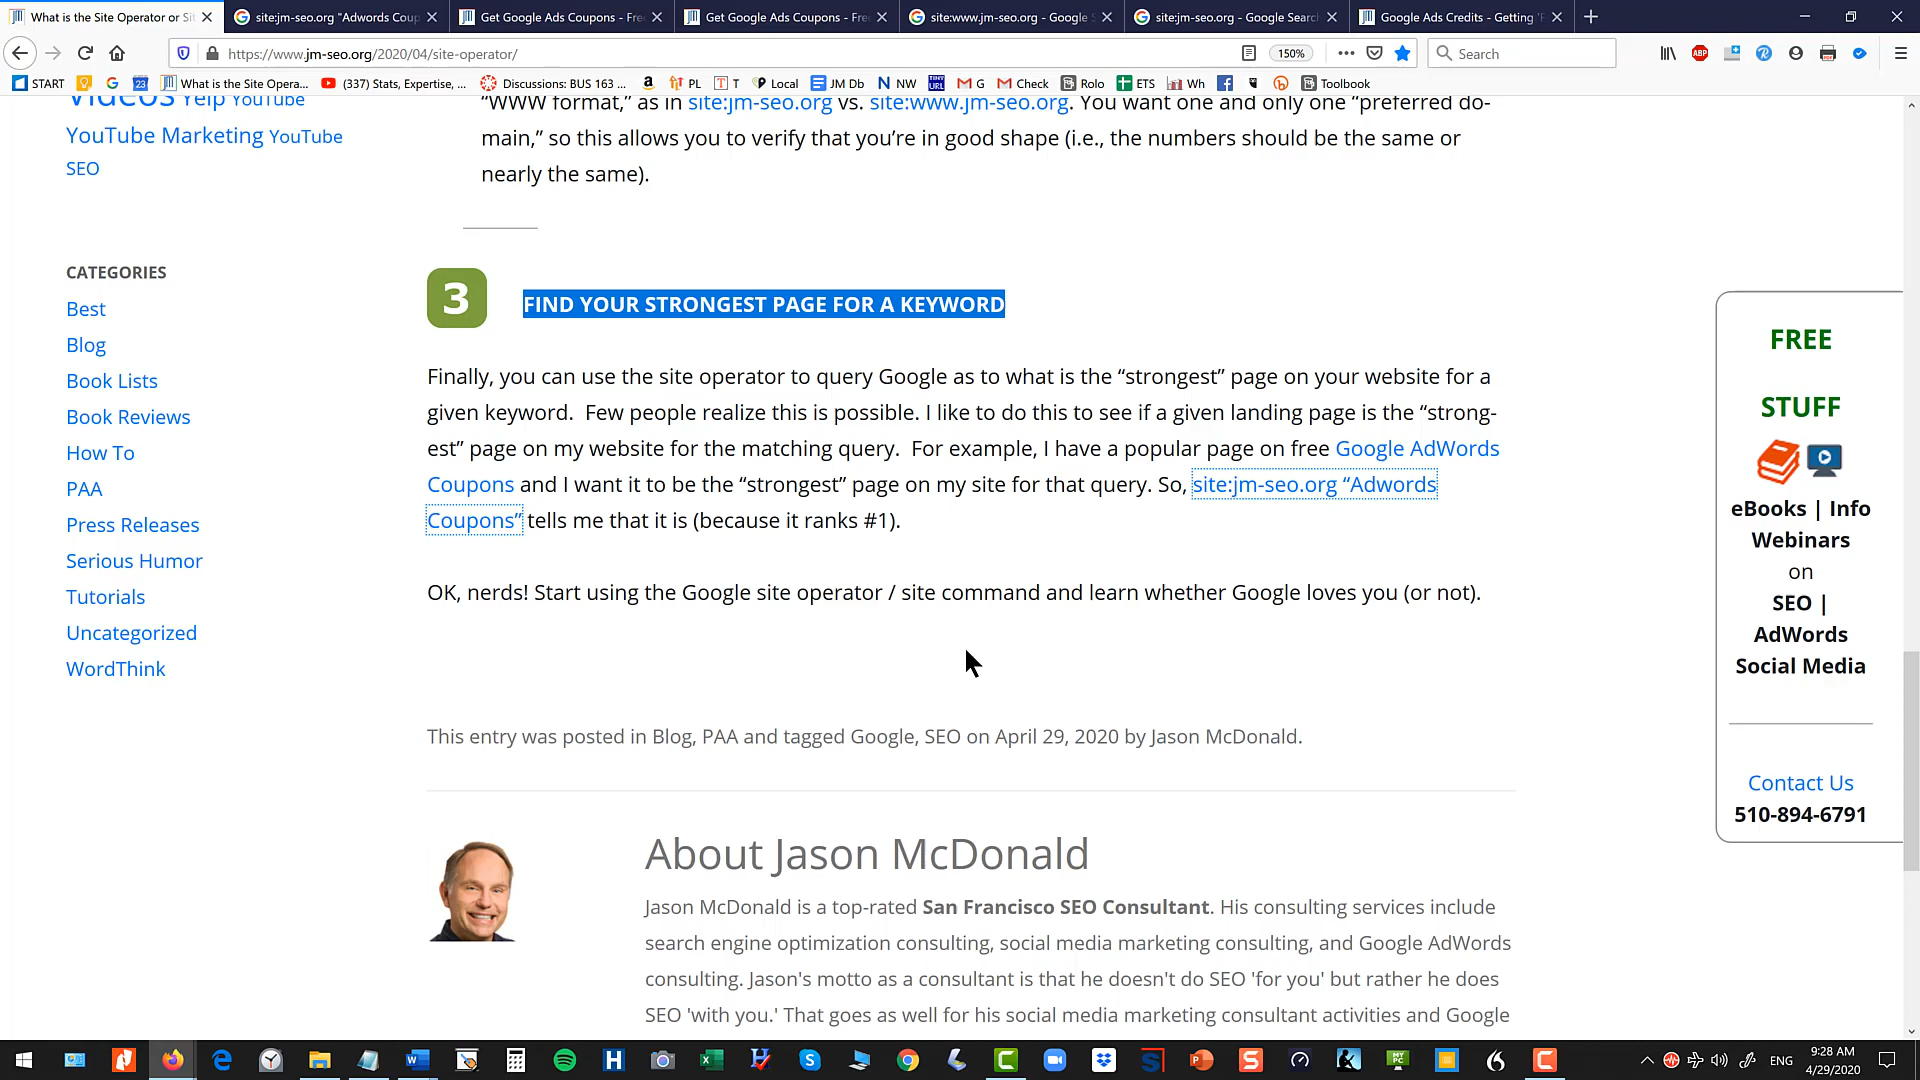 What is the Site Operator or Si
site:jm-seo.org "Adwords Coup
Get Google Ads Coupons - Fre
Get Google Ads Coupons - Fre
site:www.jm-seo.org - Google S
site:jm-seo.org - Google Searc
Google Ads Credits - Getting 'F
https://www.jm-seo.org/2020/04/site-operator/
150%
Search
START
What is the Site Opera...
(337) Stats, Expertise, ...
Discussions: BUS 163 ...
PL
T
Local
JM Db
NW
G
Check
Rolo
ETS
Wh
Toolbook
Videos Yelp YouTube
YouTube Marketing YouTube
SEO
CATEGORIES
Best
Blog
Book Lists
Book Reviews
How To
PAA
Press Releases
Serious Humor
Tutorials
Uncategorized
WordThink
"WWW format," as in site:jm-seo.org vs. site:www.jm-seo.org. You want one and only one “preferred do-
main,” so this allows you to verify that you’re in good shape (i.e., the numbers should be the same or
nearly the same).
3
FIND YOUR STRONGEST PAGE FOR A KEYWORD
Finally, you can use the site operator to query Google as to what is the “strongest” page on your website for a
given keyword. Few people realize this is possible. I like to do this to see if a given landing page is the “strong-
est” page on my website for the matching query. For example, I have a popular page on free Google AdWords
Coupons and I want it to be the “strongest” page on my site for that query. So, site:jm-seo.org “Adwords
Coupons” tells me that it is (because it ranks #1).
OK, nerds! Start using the Google site operator / site command and learn whether Google loves you (or not).
This entry was posted in Blog, PAA and tagged Google, SEO on April 29, 2020 by Jason McDonald.
About Jason McDonald
Jason McDonald is a top-rated San Francisco SEO Consultant. His consulting services include
search engine optimization consulting, social media marketing consulting, and Google AdWords
consulting. Jason's motto as a consultant is that he doesn't do SEO 'for you' but rather he does
SEO 'with you.' That goes as well for his social media marketing consultant activities and Google
FREE
STUFF
eBooks | Info
Webinars
on
SEO |
AdWords
Social Media
Contact Us
510-894-6791
ENG
9:28 AM
4/29/2020